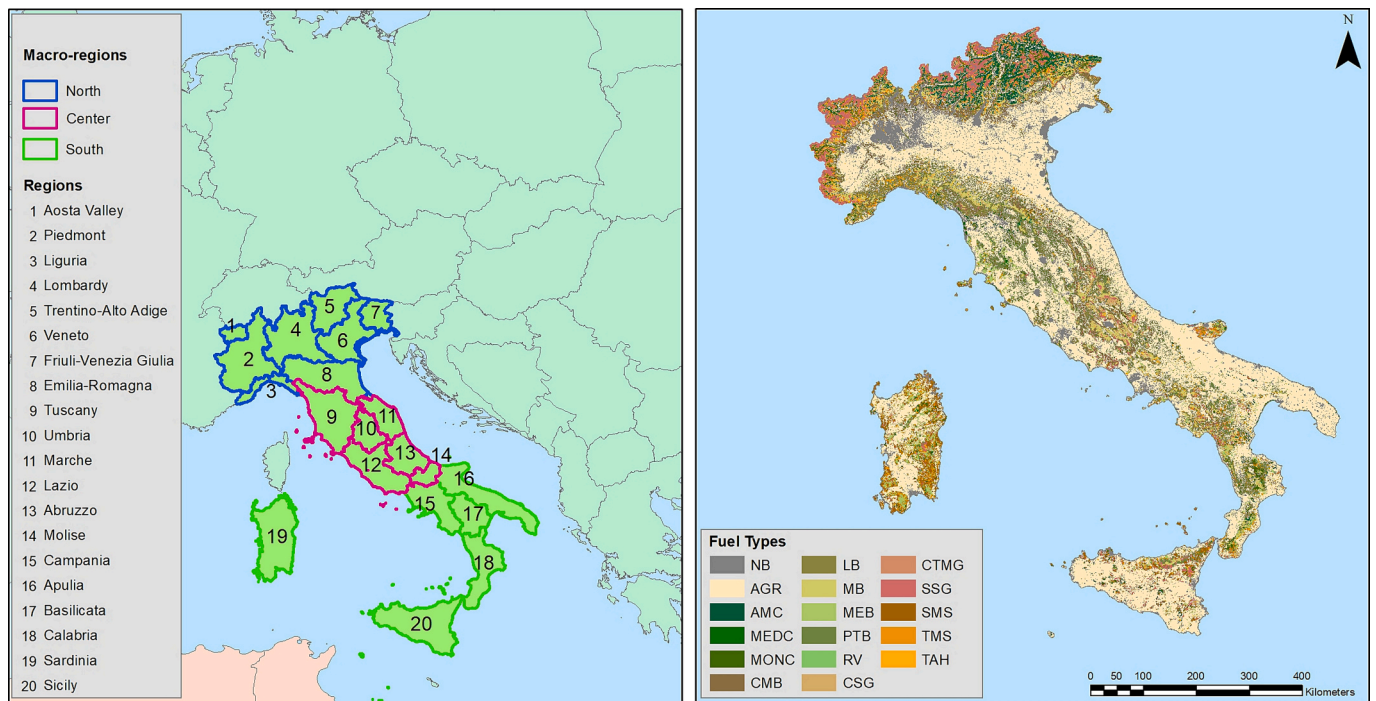 Macro-regions
North
Center
South
Regions
1 Aosta Valley
2 Piedmont
3 Liguria
4 Lombardy
5 Trentino-Alto Adige
6 Veneto
7 Friuli-Venezia Giulia
8 Emilia-Romagna
9 Tuscany
10 Umbria
11 Marche
12 Lazio
13 Abruzzo
14 Molise
15 Campania
16 Apulia
17 Basilicata
18 Calabria
19 Sardinia
20 Sicily
5
7
1
4
6
2
8
3
11
9
10
14
13
12
16
15
17
19
18
20
N
Fuel Types
NB LB CTMG
AGR MB SSG
AMC MEB SMS
MEDC PTB TMS
MONC RV TAH
CMB CSG
0 50 100 200 300 400
Kilometers